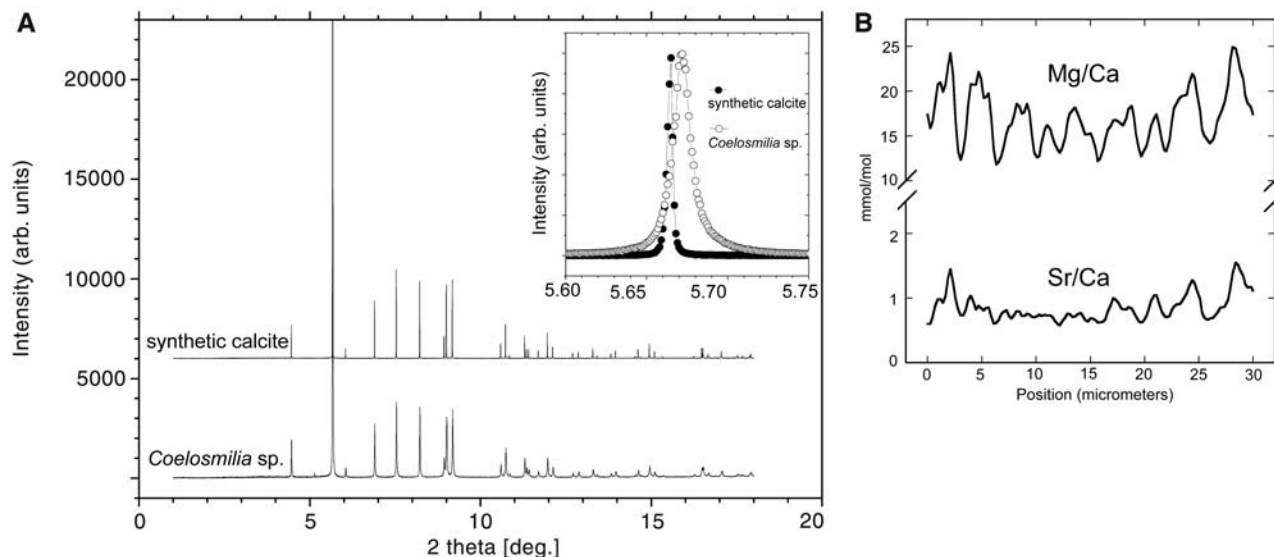 A
Intensity (arb. units)
20000
15000
10000
5000
0
0 5 10 15 20
2 theta [deg.]
synthetic calcite
Coelosmilia sp.
Intensity (arb. units)
synthetic calcite
Coelosmilia sp.
5.60 5.65 5.70 5.75
B
mmol/mol
25
20
15
10
2
1
0
Mg/Ca
Sr/Ca
0 5 10 15 20 25 30
Position (micrometers)